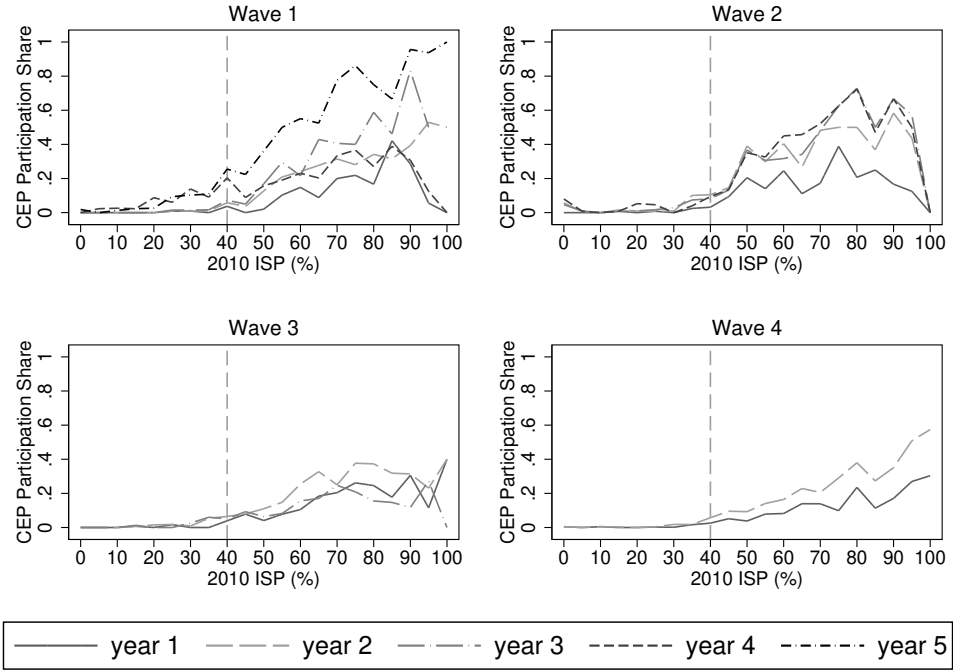 Wave 1
CEP Participation Share
0 .2 .4 .6 .8 1
0 10 20 30 40 50 60 70 80 90 100
2010 ISP (%)
Wave 2
CEP Participation Share
0 .2 .4 .6 .8 1
0 10 20 30 40 50 60 70 80 90 100
2010 ISP (%)
Wave 3
CEP Participation Share
0 .2 .4 .6 .8 1
0 10 20 30 40 50 60 70 80 90 100
2010 ISP (%)
Wave 4
CEP Participation Share
0 .2 .4 .6 .8 1
0 10 20 30 40 50 60 70 80 90 100
2010 ISP (%)
year 1 year 2 year 3 year 4 year 5